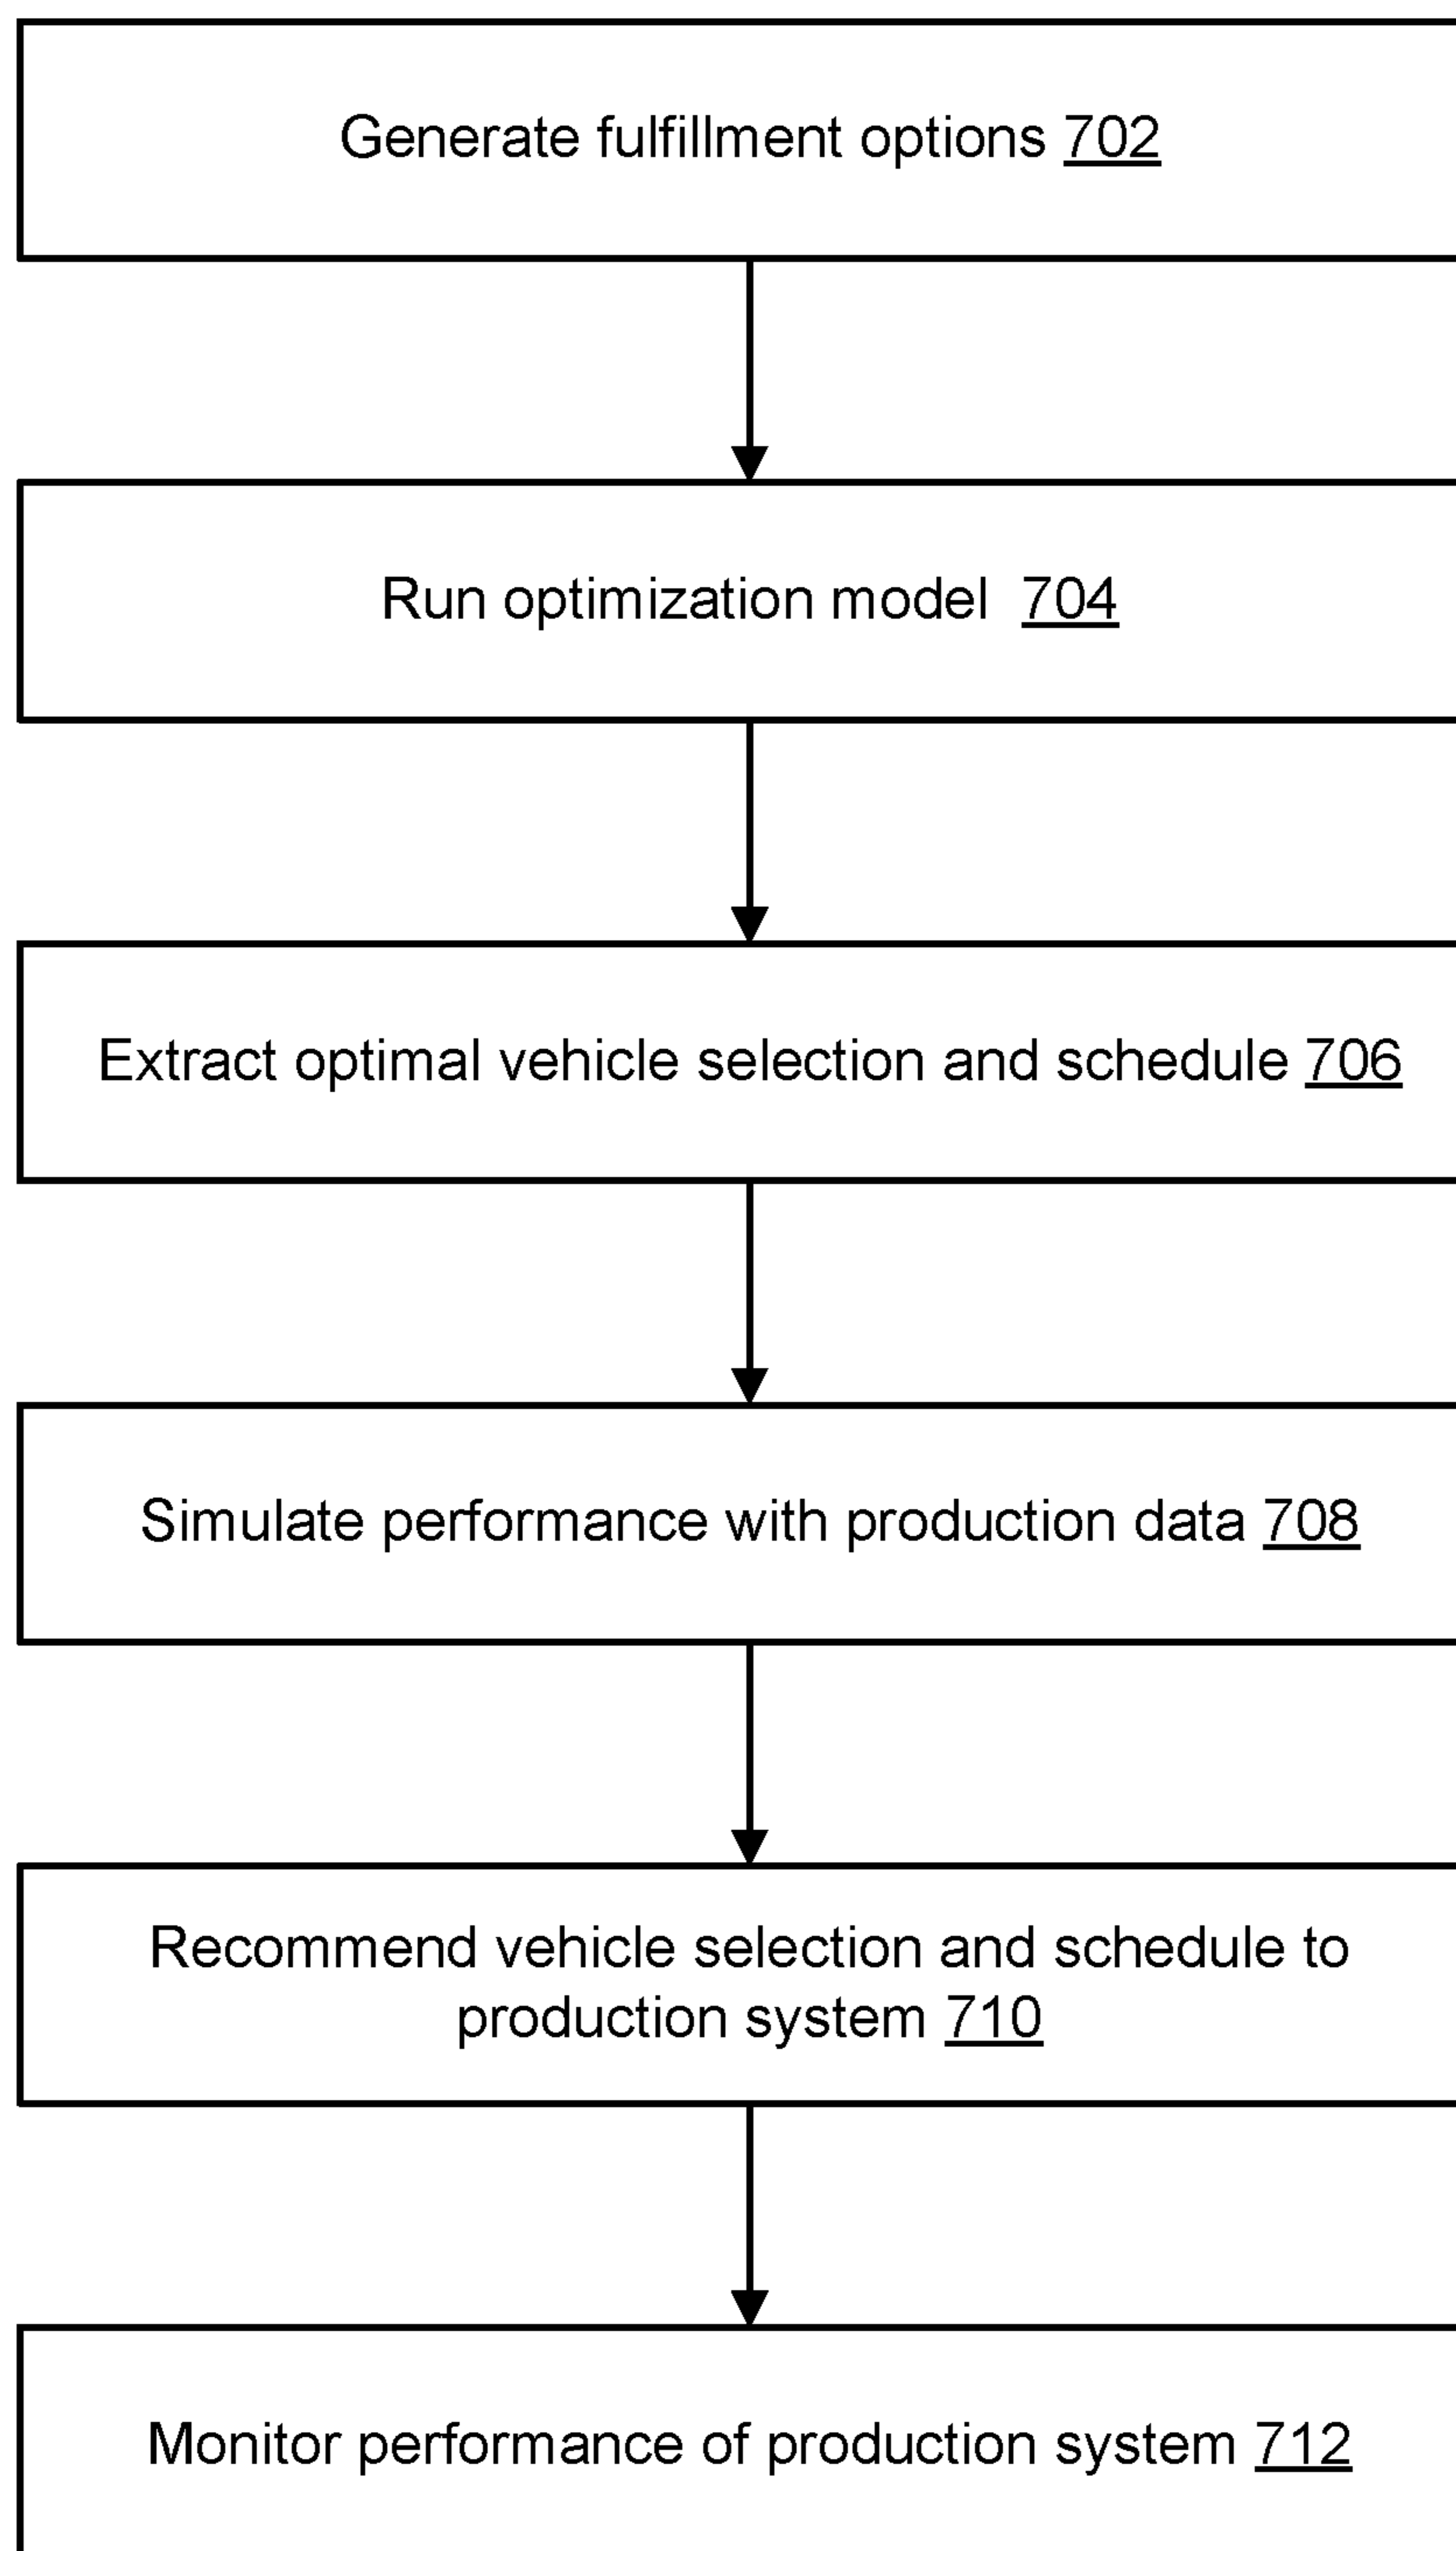 Generate fulfillment options 702
Run optimization model 704
Extract optimal vehicle selection and schedule 706
Simulate performance with production data 708
Recommend vehicle selection and schedule to
production system 710
Monitor performance of production system 712